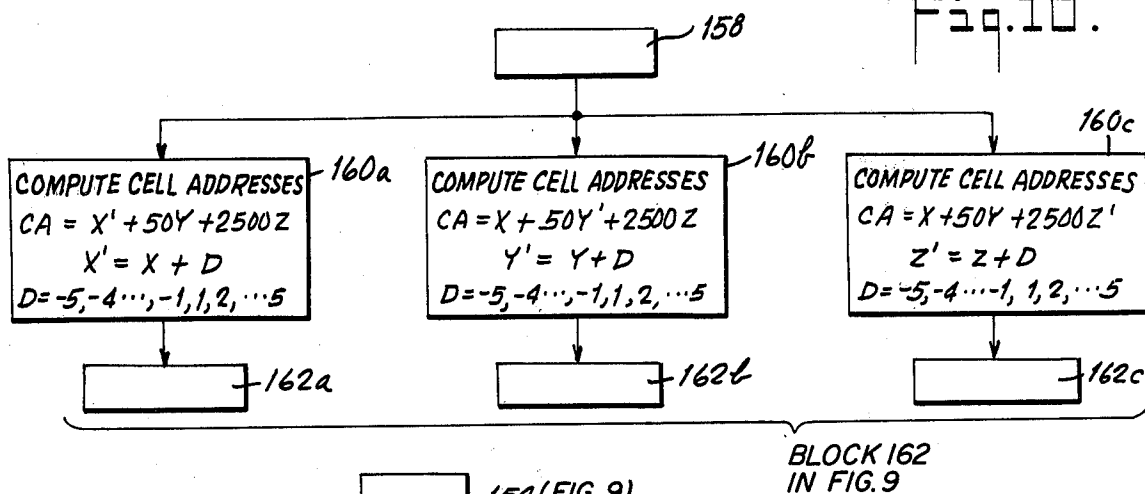 Fig.10.
158
160a
COMPUTE CELL ADDRESSES
CA = X' + 50Y + 2500Z
X' = X + D
D=-5,-4···,-1,1,2,···5
160b
COMPUTE CELL ADDRESSES
CA = X + 50Y' + 2500Z
Y' = Y + D
D=-5,-4···,-1,1,2,···5
160c
COMPUTE CELL ADDRESSES
CA = X + 50Y + 2500Z'
Z' = Z + D
D=-5,-4···-1,1,2,···5
162a
162b
162c
BLOCK 162
IN FIG.9
(FIG. 9)